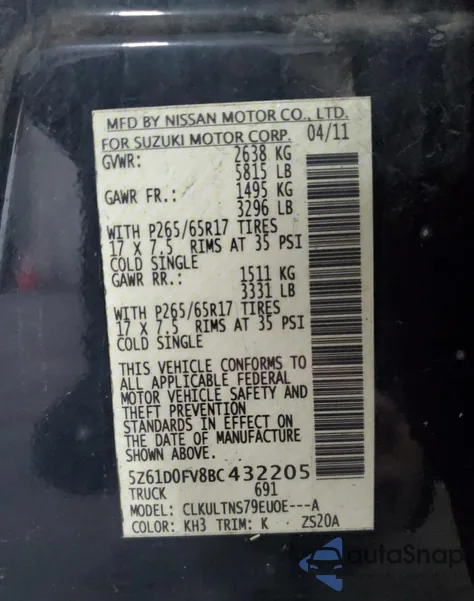 MFD BY NISSAN MOTOR CO., LTD.
FOR SUZUKI MOTOR CORP. 04/11
GVWR: 2638 KG
5815 LB
GAWR FR.: 1495 KG
3296 LB
WITH P265/65R17 TIRES
17 X 7.5 RIMS AT 35 PSI
COLD SINGLE
GAWR RR.: 1511 KG
3331 LB
WITH P265/65R17 TIRES
17 X 7.5 RIMS AT 35 PSI
COLD SINGLE
THIS VEHICLE CONFORMS TO
ALL APPLICABLE FEDERAL
MOTOR VEHICLE SAFETY AND
THEFT PREVENTION
STANDARDS IN EFFECT ON
THE DATE OF MANUFACTURE
SHOWN ABOVE.
5Z61D0FV8BC432205
TRUCK 691
MODEL: CLKULTNS79EUOE---A
COLOR: KH3 TRIM: K ZS20A
autoSnap